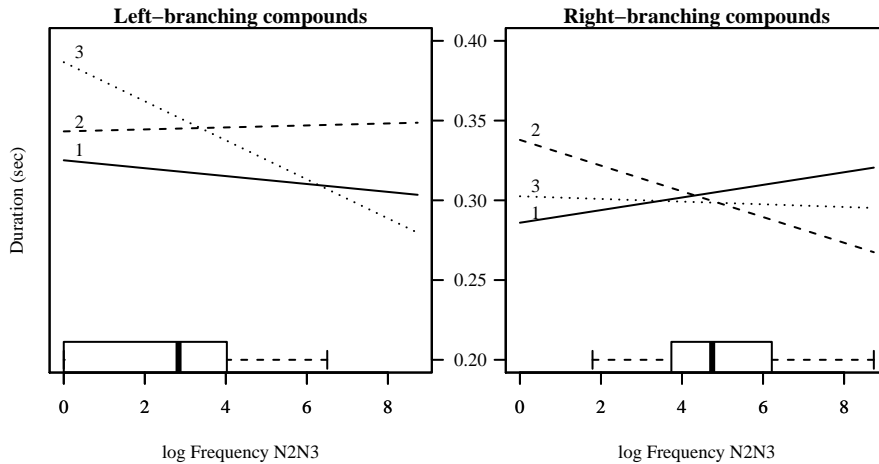 Left−branching compounds
Right−branching compounds
Duration (sec)
3
2
1
0.40
0.35
0.30
0.25
0.20
2
3
1
0 2 4 6 8
0 2 4 6 8
log Frequency N2N3
log Frequency N2N3